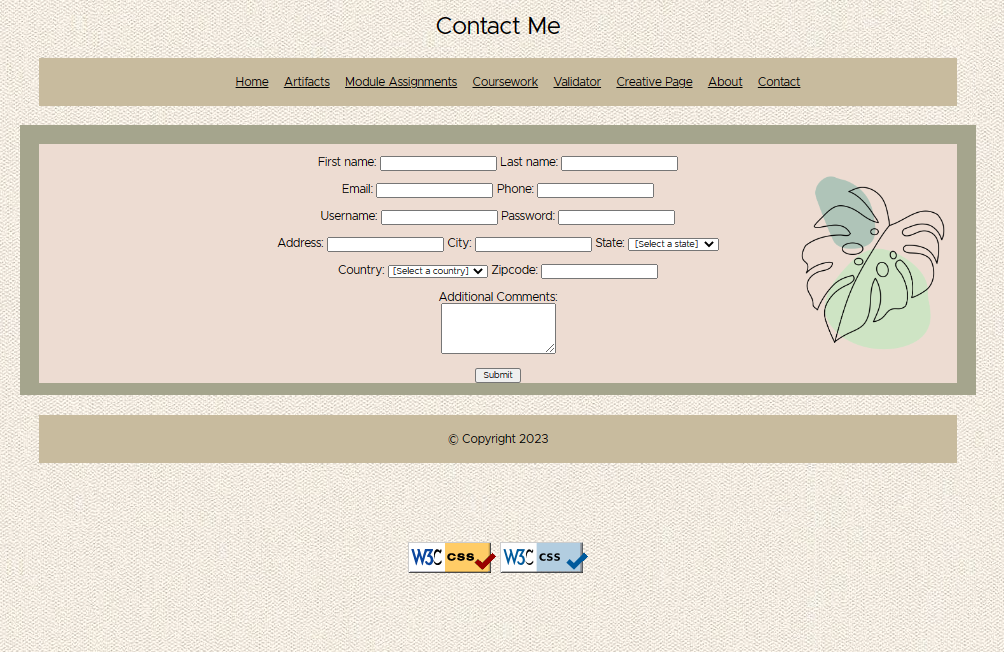 Contact Me
Home Artifacts Module Assignments Coursework Validator Creative Page About Contact
First name: Last name:
Email: Phone:
Username: Password:
Address: City: State: [Select a state]
Country: [Select a country] Zipcode:
Additional Comments:
Submit
© Copyright 2023
W3C css W3C css